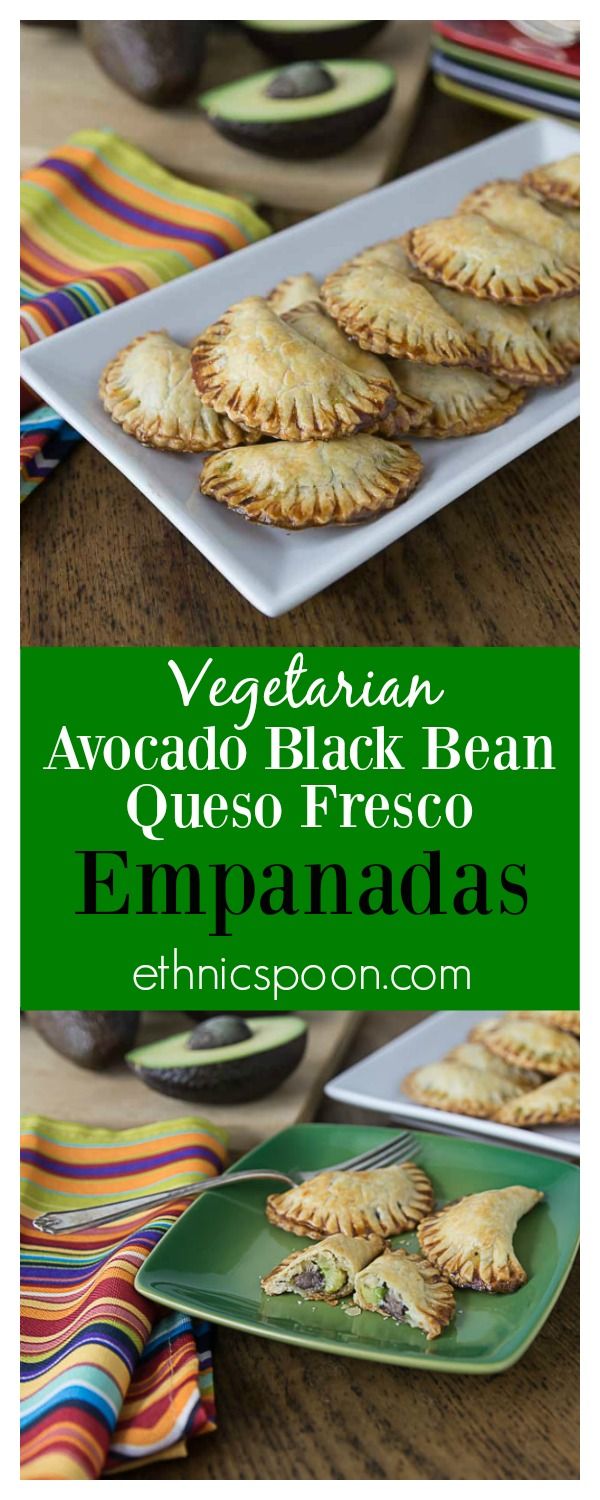 Vegetarian
Avocado Black Bean
Queso Fresco
Empanadas
ethnicspoon.com